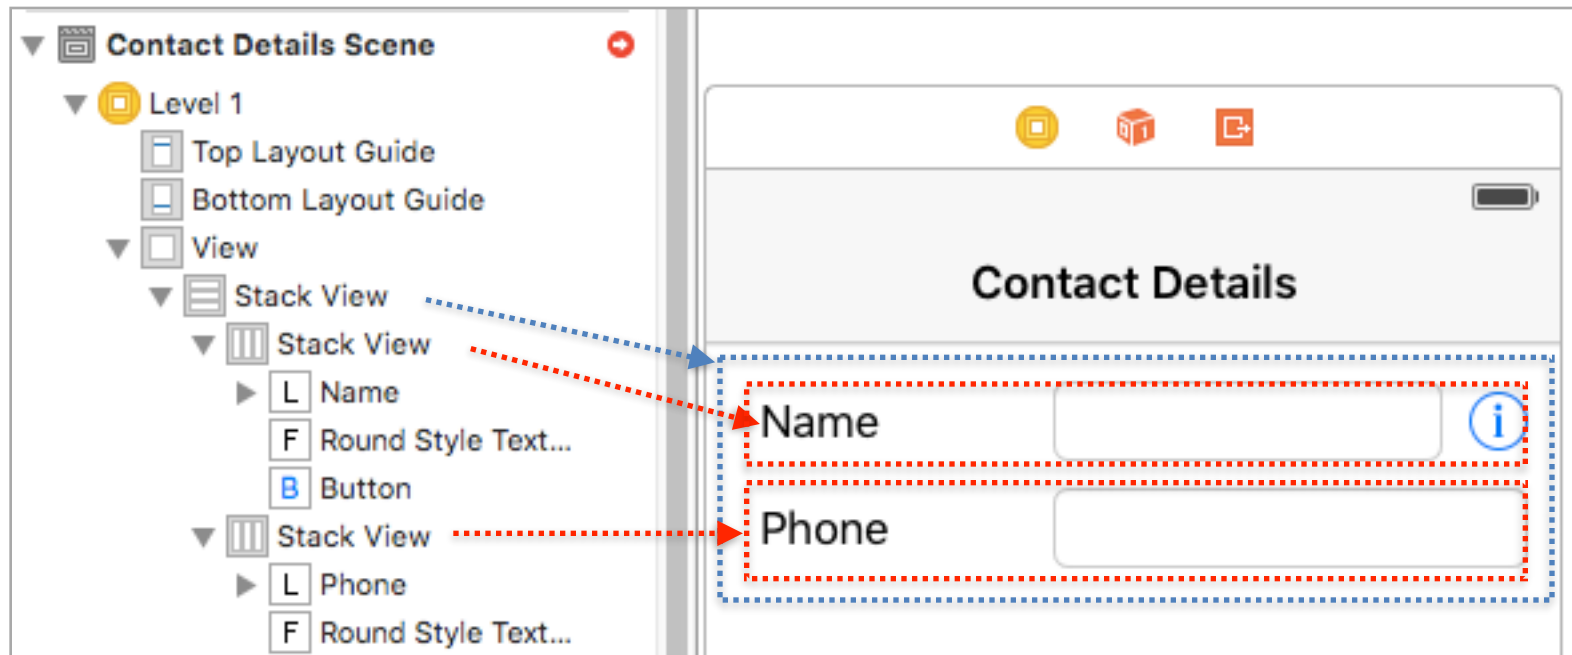 Contact Details Scene
Level 1
Top Layout Guide
Bottom Layout Guide
View
Stack View
Stack View
L Name
F Round Style Text...
B Button
Stack View
L Phone
F Round Style Text...
1
Contact Details
Name
i
Phone